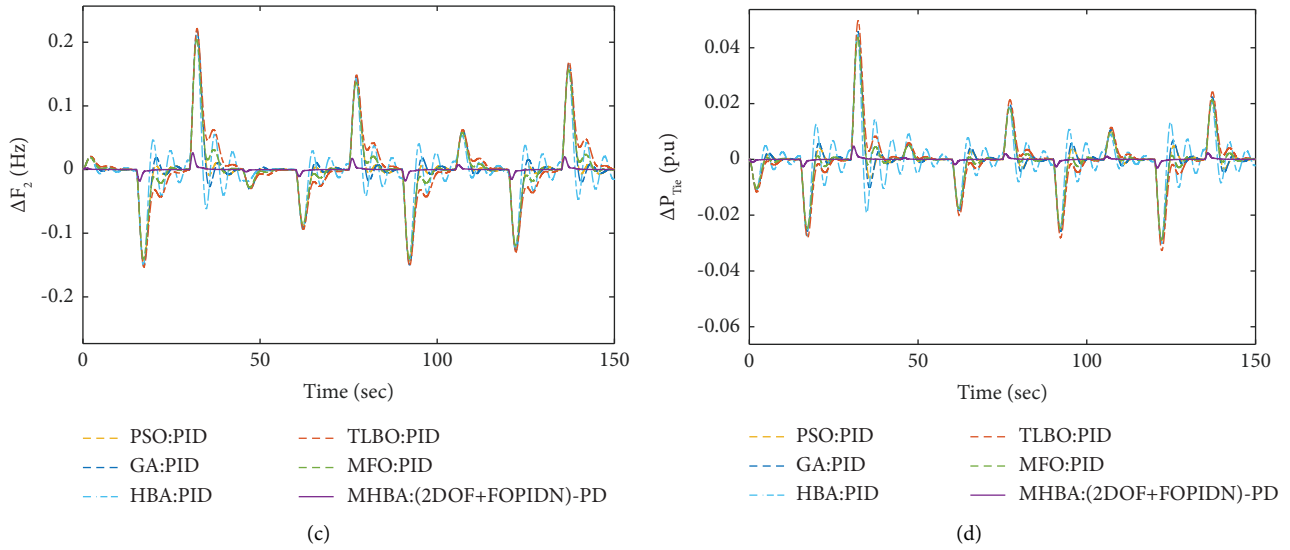 0.2
0.1
0
-0.1
-0.2
ΔF2 (Hz)
0 50 100 150
Time (sec)
PSO:PID TLBO:PID
GA:PID MFO:PID
HBA:PID MHBA:(2DOF+FOPIDN)-PD
(c)
0.04
0.02
0
-0.02
-0.04
-0.06
ΔPTie (p.u)
0 50 100 150
Time (sec)
PSO:PID TLBO:PID
GA:PID MFO:PID
HBA:PID MHBA:(2DOF+FOPIDN)-PD
(d)